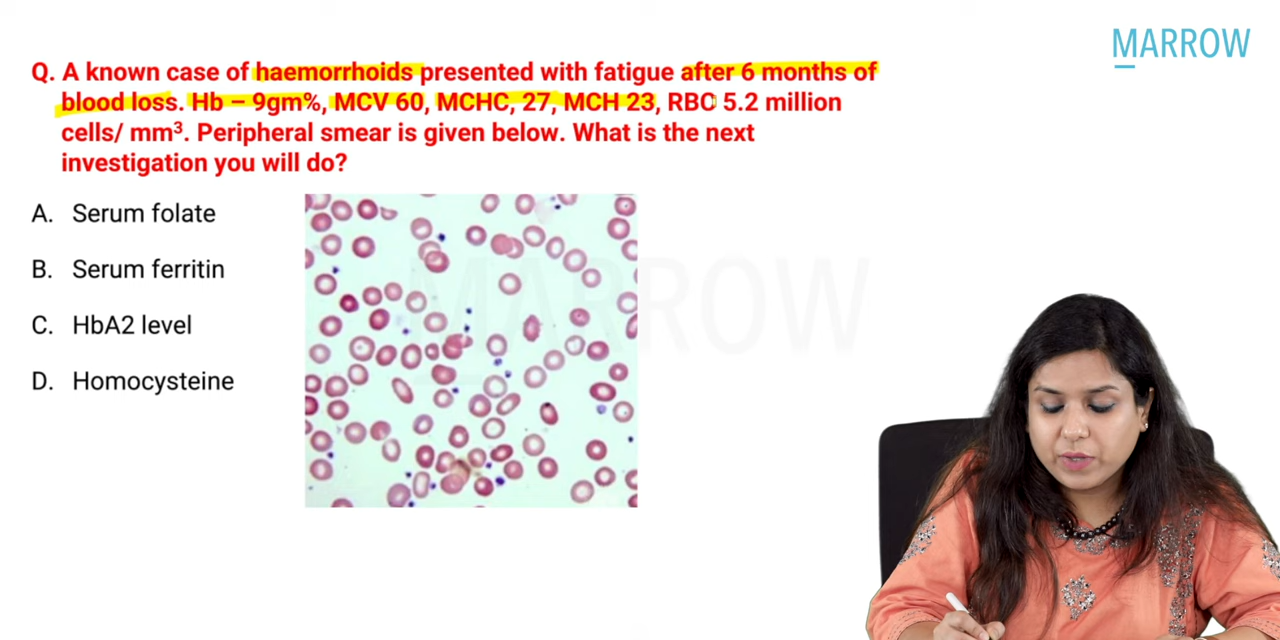 MARROW
Q. A known case of haemorrhoids presented with fatigue after 6 months of
blood loss. Hb – 9gm%, MCV 60, MCHC, 27, MCH 23, RBC 5.2 million
cells/ mm³. Peripheral smear is given below. What is the next
investigation you will do?
A. Serum folate
B. Serum ferritin
C. HbA2 level
D. Homocysteine
MARROW